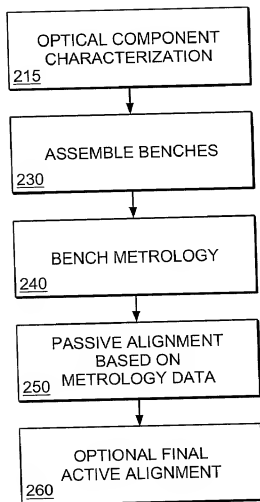 OPTICAL COMPONENT
CHARACTERIZATION
215
ASSEMBLE BENCHES
230
BENCH METROLOGY
240
PASSIVE ALIGNMENT
BASED ON
METROLOGY DATA
250
OPTIONAL FINAL
ACTIVE ALIGNMENT
260